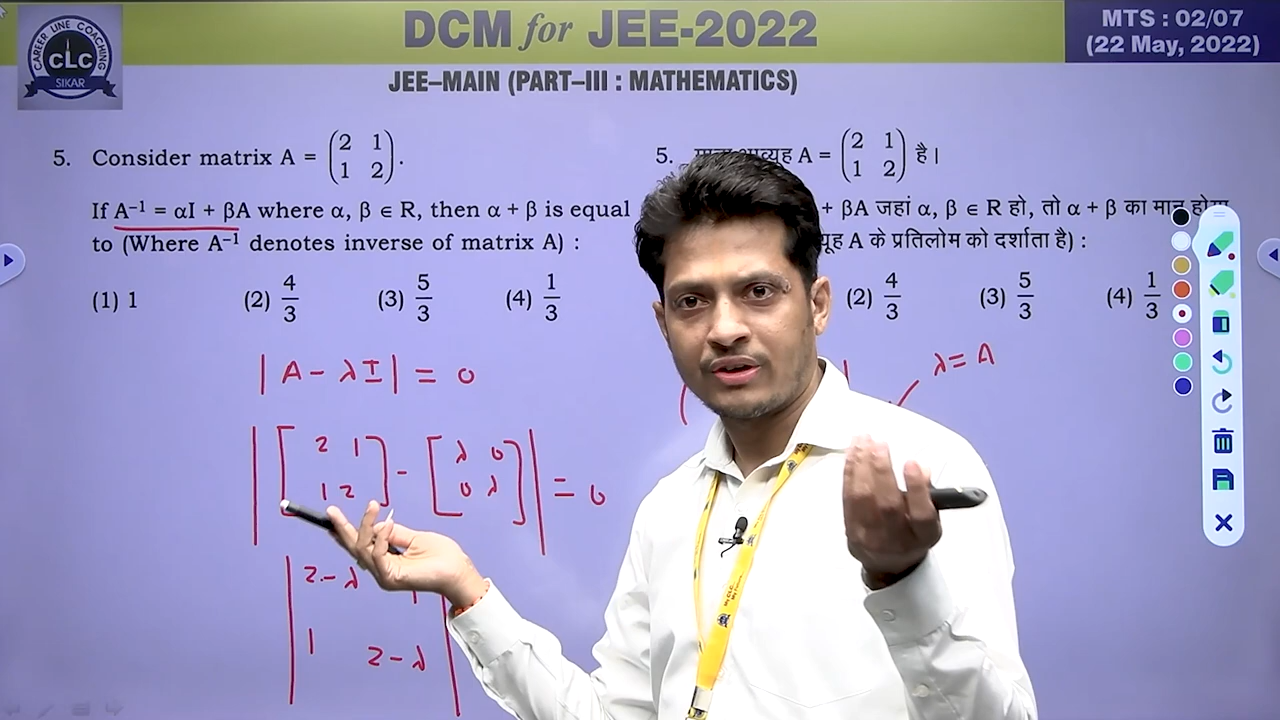 DCM for JEE-2022
MTS : 02/07
(22 May, 2022)
CAREER LINE COACHING
CLC
SIKAR
JEE–MAIN (PART–III : MATHEMATICS)
5. Consider matrix A = (2 1
1 2).
If A⁻¹ = αI + βA where α, β ∈ R, then α + β is equal
to (Where A⁻¹ denotes inverse of matrix A) :
(1) 1 (2) 4/3 (3) 5/3 (4) 1/3
5. A = (2 1
1 2) है।
+ βA जहां α, β ∈ R हो, तो α + β का मान होगा
A के प्रतिलोम को दर्शाता है) :
(2) 4/3 (3) 5/3 (4) 1/3
|A - λI| = 0
λ = A
|[2 1
1 2] - [λ 0
0 λ]| = 0
|2-λ 1
1 2-λ|